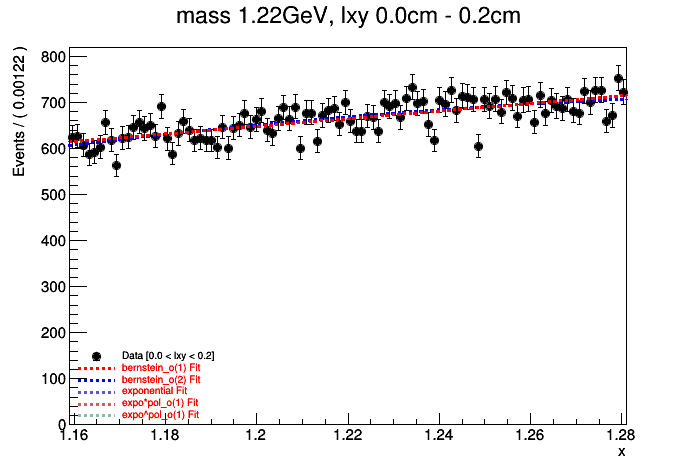 mass 1.22GeV, lxy 0.0cm - 0.2cm
Events / ( 0.00122 )
800
700
600
500
400
300
200
100
0
Data [0.0 < lxy < 0.2]
bernstein_o(1) Fit
bernstein_o(2) Fit
exponential Fit
expo*pol_o(1) Fit
expo^pol_o(1) Fit
1.16 1.18 1.2 1.22 1.24 1.26 1.28
x